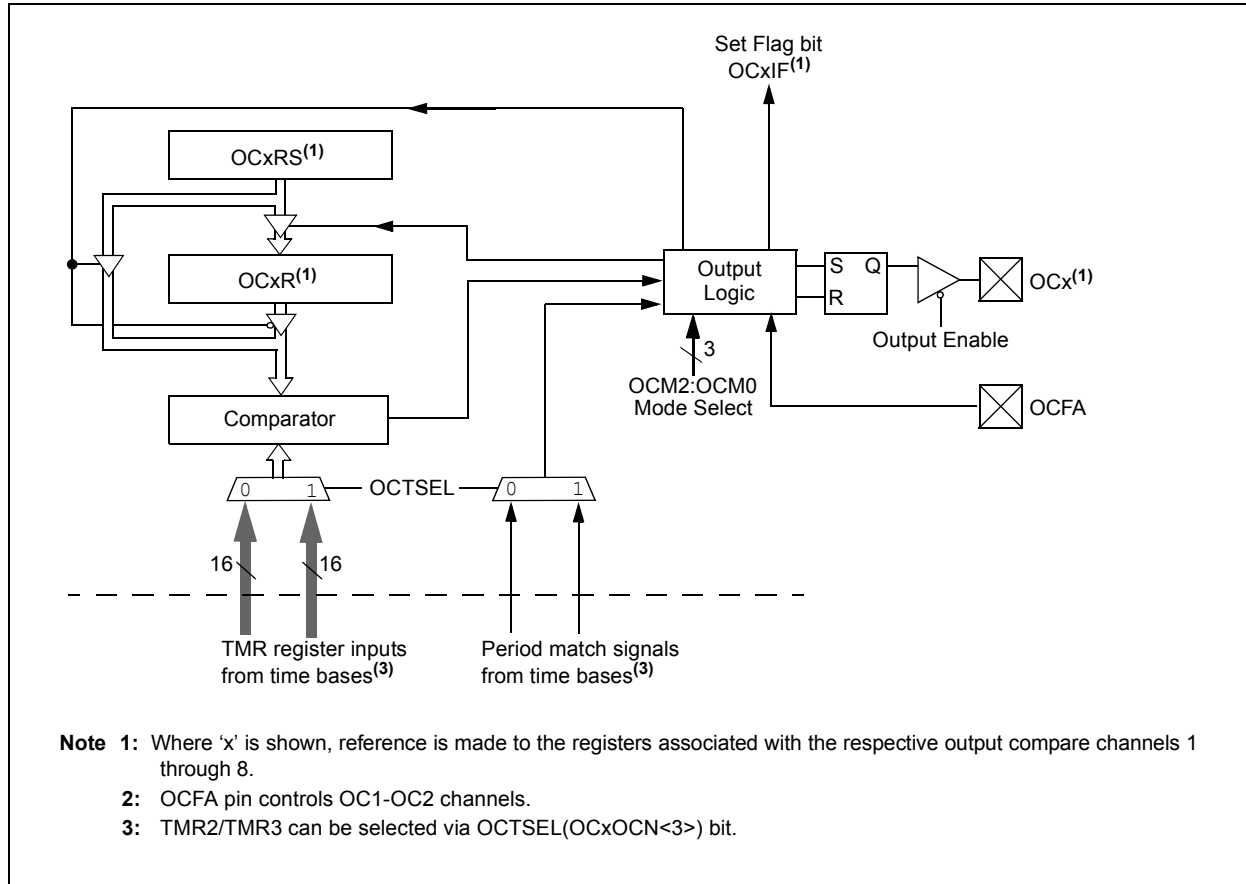 Set Flag bit
OCxIF(1)
OCxRS(1)
OCxR(1)
Output
Logic
S Q
R
OCx(1)
Output Enable
3
OCM2:OCM0
Mode Select
OCFA
Comparator
0 1
OCTSEL
0 1
16
16
TMR register inputs
from time bases(3)
Period match signals
from time bases(3)
Note 1: Where ‘x’ is shown, reference is made to the registers associated with the respective output compare channels 1
through 8.
2: OCFA pin controls OC1-OC2 channels.
3: TMR2/TMR3 can be selected via OCTSEL(OCxOCN<3>) bit.